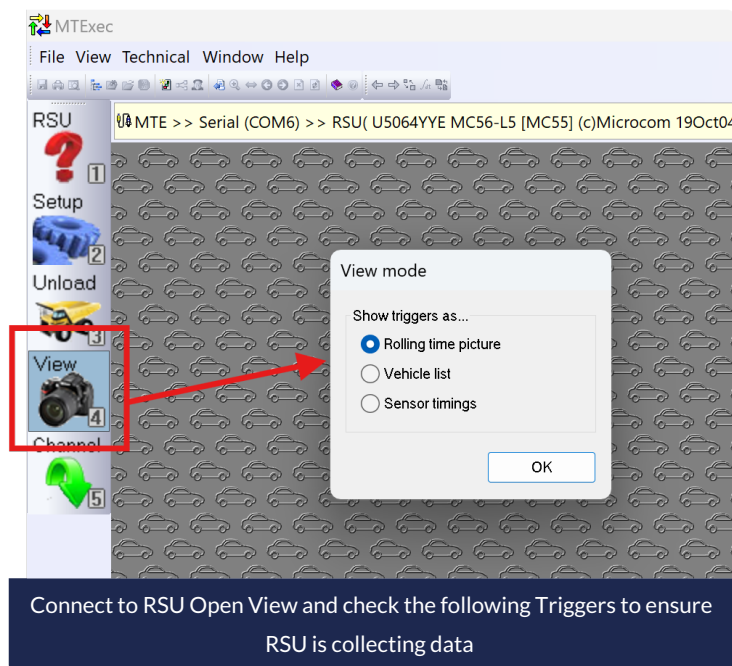 MTExec
File View Technical Window Help
RSU
1
MTE >> Serial (COM6) >> RSU( U5064YYE MC56-L5 [MC55] (c)Microcom 19Oct04
Setup
2
Unload
3
View
4
Channel
5
View mode
Show triggers as...
Rolling time picture
Vehicle list
Sensor timings
OK
Connect to RSU Open View and check the following Triggers to ensure
RSU is collecting data